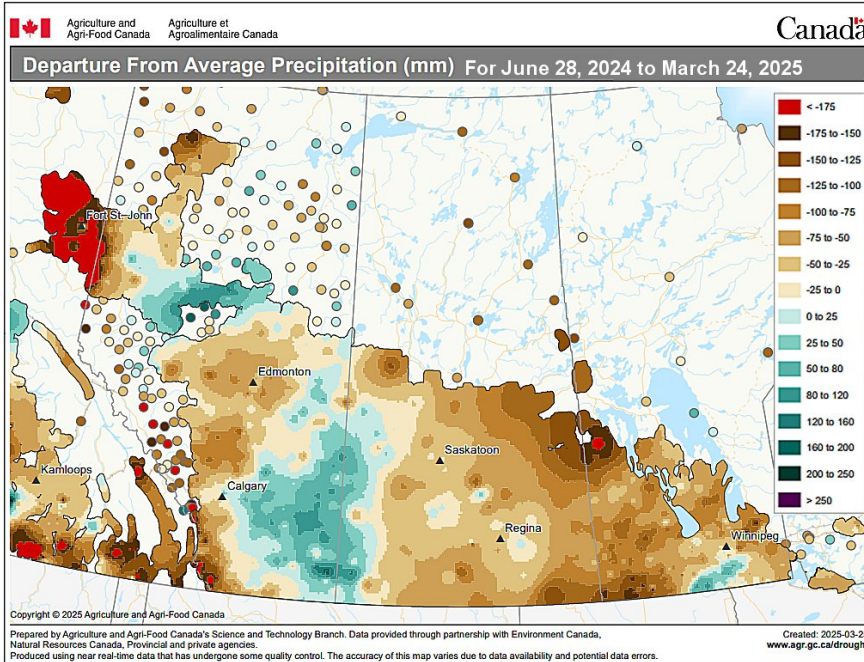 Agriculture and Agri-Food Canada
Agriculture et Agroalimentaire Canada
Canada
Departure From Average Precipitation (mm) For June 28, 2024 to March 24, 2025
< -175
-175 to -150
-150 to -125
-125 to -100
-100 to -75
-75 to -50
-50 to -25
-25 to 0
0 to 25
25 to 50
50 to 80
80 to 120
120 to 160
160 to 200
200 to 250
> 250
Fort St. John
Edmonton
Saskatoon
Kamloops
Calgary
Regina
Winnipeg
Copyright © 2025 Agriculture and Agri-Food Canada
Prepared by Agriculture and Agri-Food Canada's Science and Technology Branch. Data provided through partnership with Environment Canada,
Natural Resources Canada, Provincial and private agencies.
Produced using near real-time data that has undergone some quality control. The accuracy of this map varies due to data availability and potential data errors.
Created: 2025-03-2
www.agr.gc.ca/drough